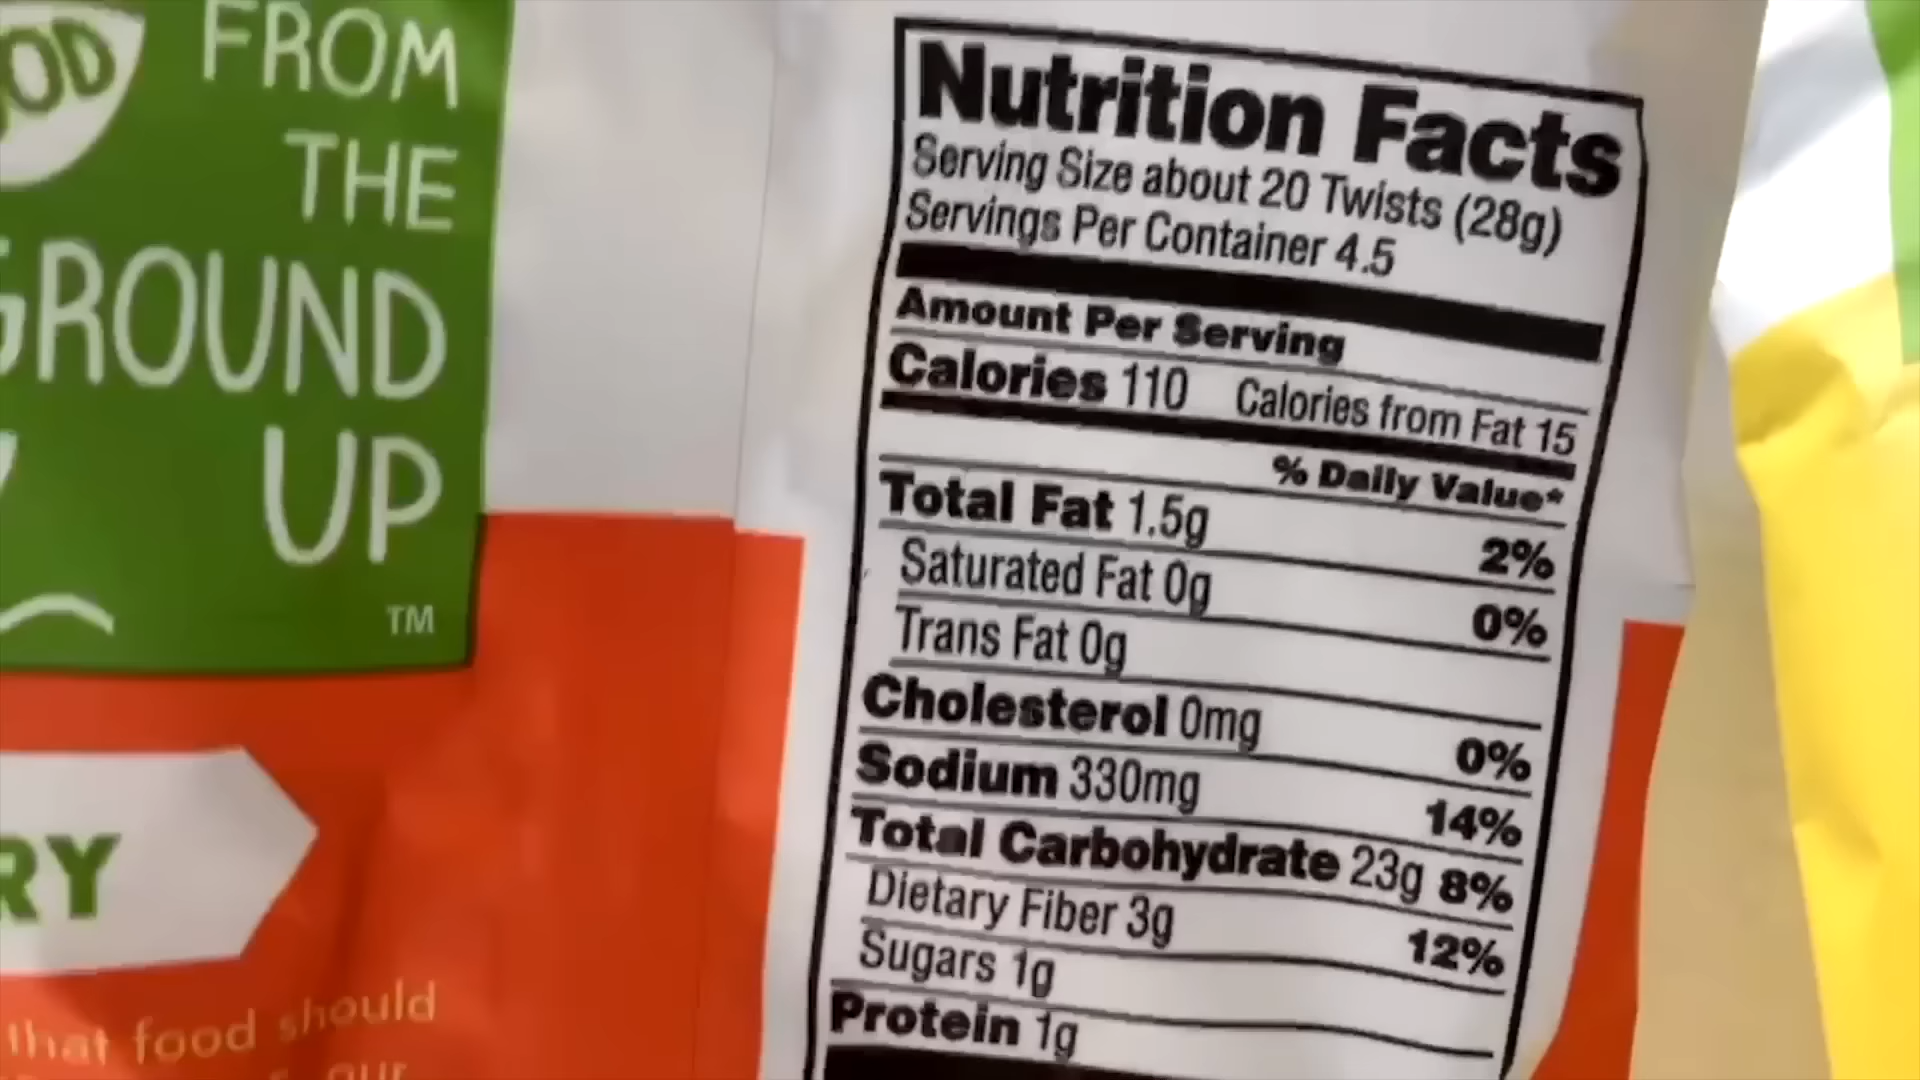 OD
FROM
THE
GROUND
UP
TM
RY
that food should
our
Nutrition Facts
Serving Size about 20 Twists (28g)
Servings Per Container 4.5
Amount Per Serving
Calories 110 Calories from Fat 15
% Daily Value*
Total Fat 1.5g 2%
Saturated Fat 0g 0%
Trans Fat 0g
Cholesterol 0mg 0%
Sodium 330mg 14%
Total Carbohydrate 23g 8%
Dietary Fiber 3g 12%
Sugars 1g
Protein 1g